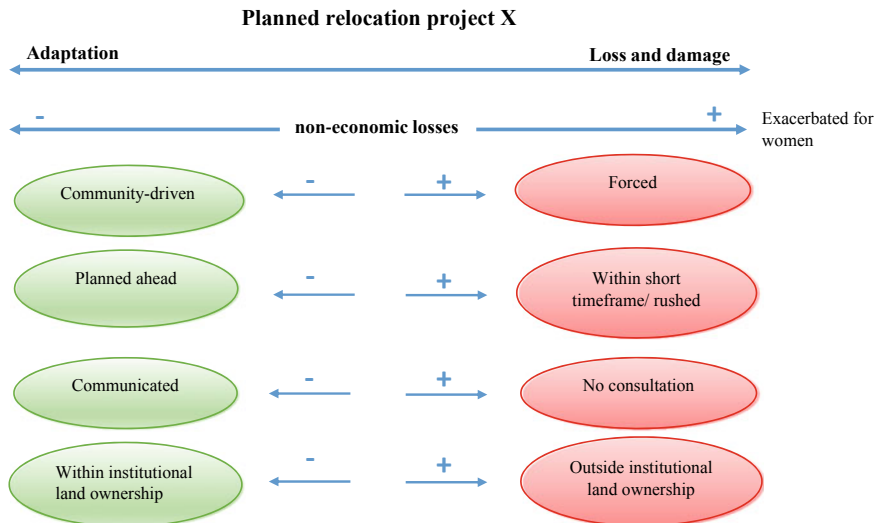 Planned relocation project X
Adaptation
Loss and damage
-
+
non-economic losses
Exacerbated for
women
Community-driven
-
+
Forced
Planned ahead
-
+
Within short
timeframe/ rushed
Communicated
-
+
No consultation
Within institutional
land ownership
-
+
Outside institutional
land ownership